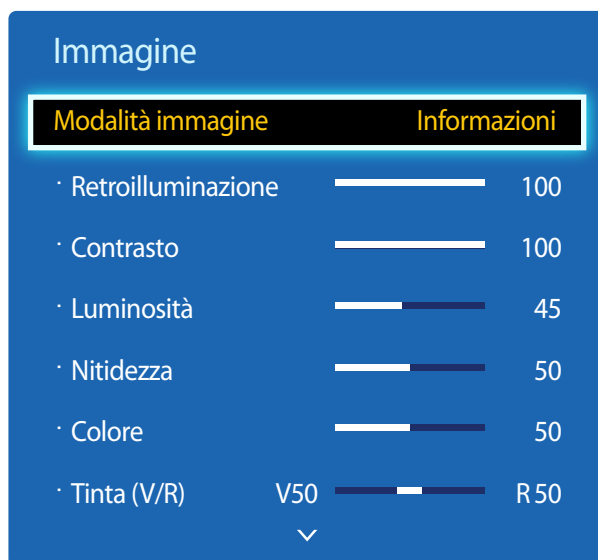 Immagine
Modalità immagine Informazioni
· Retroilluminazione 100
· Contrasto 100
· Luminosità 45
· Nitidezza 50
· Colore 50
· Tinta (V/R) V50 R50